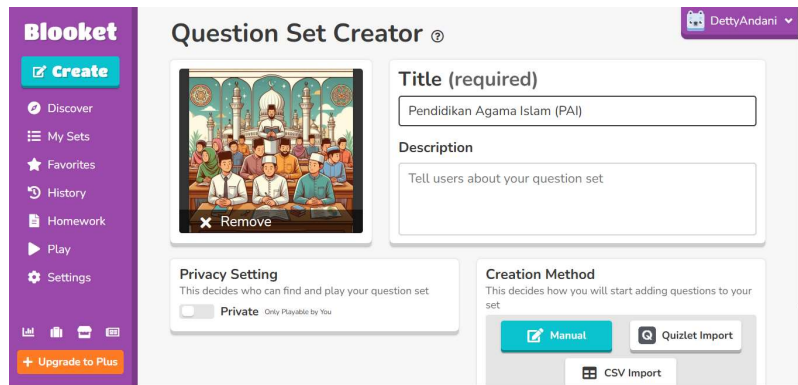 Blooket
Create
Discover
My Sets
Favorites
History
Homework
Play
Settings
+ Upgrade to Plus
Question Set Creator
DettyAndani
Remove
Title (required)
Pendidikan Agama Islam (PAI)
Description
Tell users about your question set
Privacy Setting
This decides who can find and play your question set
Private Only Playable by You
Creation Method
This decides how you will start adding questions to your
set
Manual
Q Quizlet Import
CSV Import